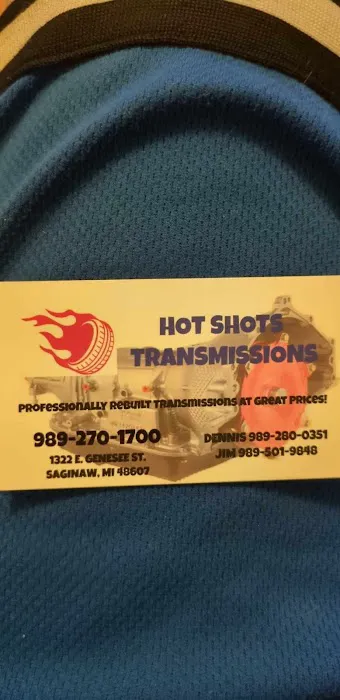 HOT SHOTS
TRANSMISSIONS
PROFESSIONALLY REBUILT TRANSMISSIONS AT GREAT PRICES!
989-270-1700
1322 E. GENESEE ST.
SAGINAW, MI 48607
DENNIS 989-280-0351
JIM 989-501-9848